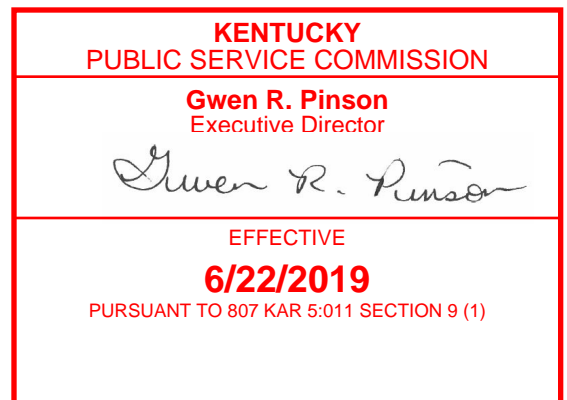 KENTUCKY
PUBLIC SERVICE COMMISSION
Gwen R. Pinson
Executive Director
Gwen R. Pinson
EFFECTIVE
6/22/2019
PURSUANT TO 807 KAR 5:011 SECTION 9 (1)